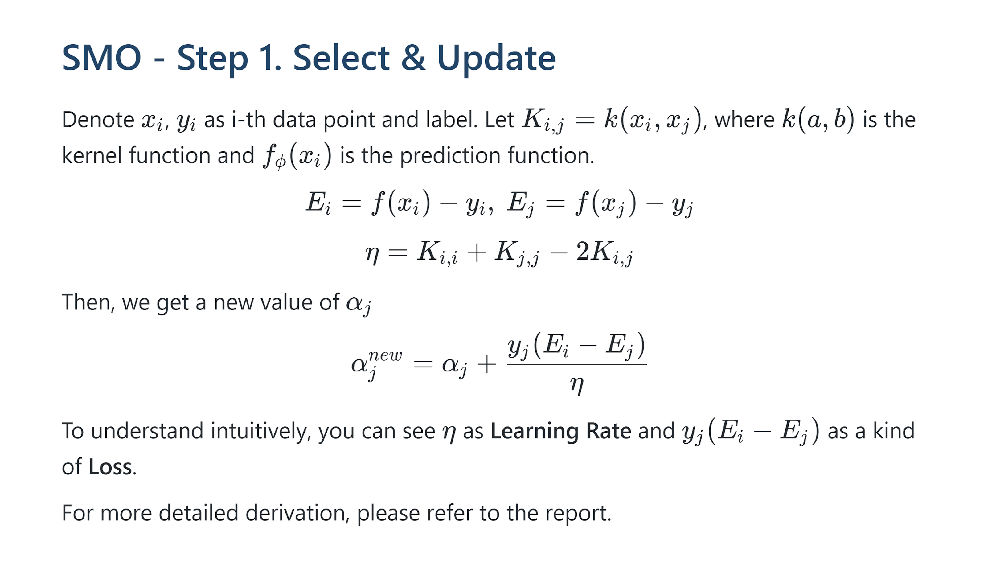 SMO - Step 1. Select & Update
Denote $x_i$, $y_i$ as i-th data point and label. Let $K_{i,j} = k(x_i, x_j)$, where $k(a, b)$ is the
kernel function and $f_\phi(x_i)$ is the prediction function.
$E_i = f(x_i) - y_i, \ E_j = f(x_j) - y_j$
$\eta = K_{i,i} + K_{j,j} - 2K_{i,j}$
Then, we get a new value of $\alpha_j$
$\alpha_j^{new} = \alpha_j + \frac{y_j(E_i - E_j)}{\eta}$
To understand intuitively, you can see $\eta$ as Learning Rate and $y_j(E_i - E_j)$ as a kind
of Loss.
For more detailed derivation, please refer to the report.